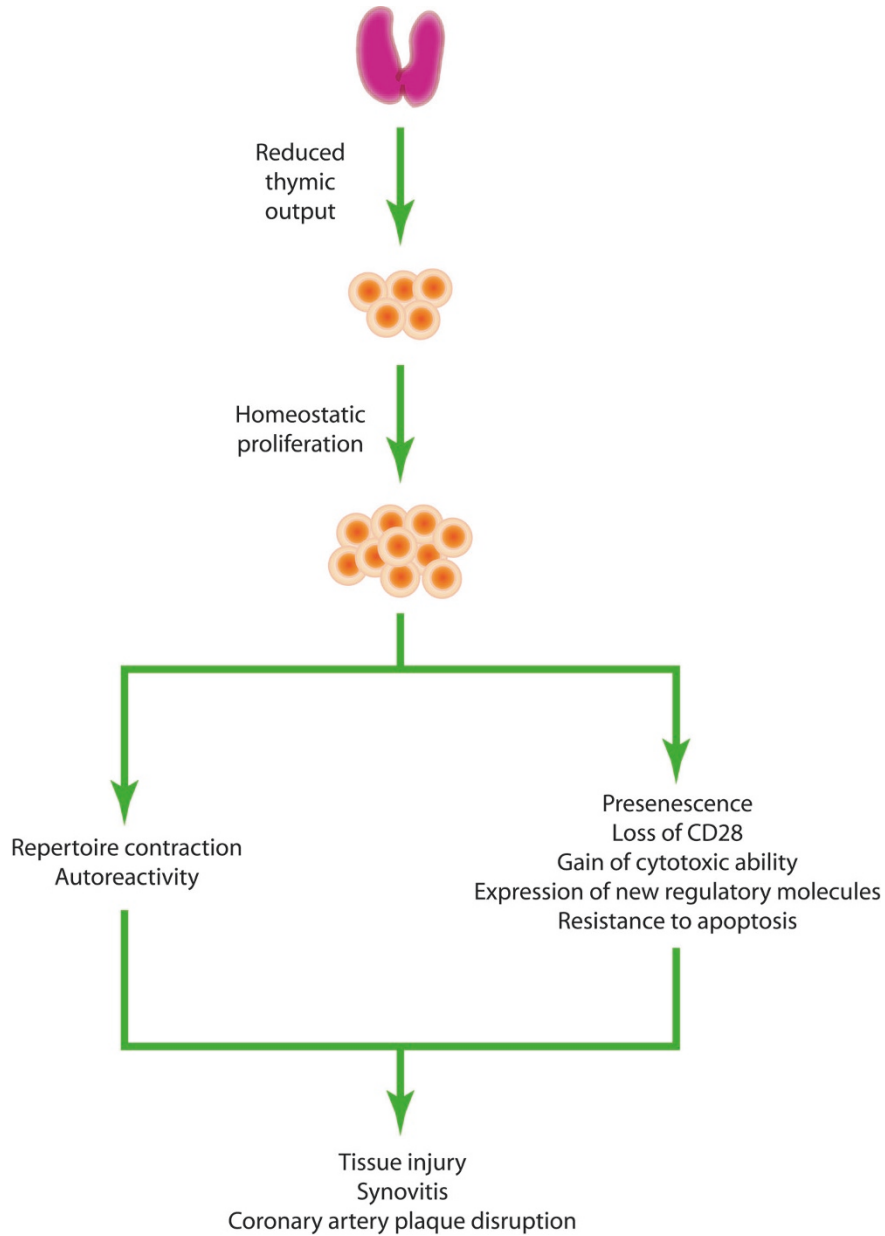 Reduced
thymic
output
Homeostatic
proliferation
Repertoire contraction
Autoreactivity
Presenescence
Loss of CD28
Gain of cytotoxic ability
Expression of new regulatory molecules
Resistance to apoptosis
Tissue injury
Synovitis
Coronary artery plaque disruption